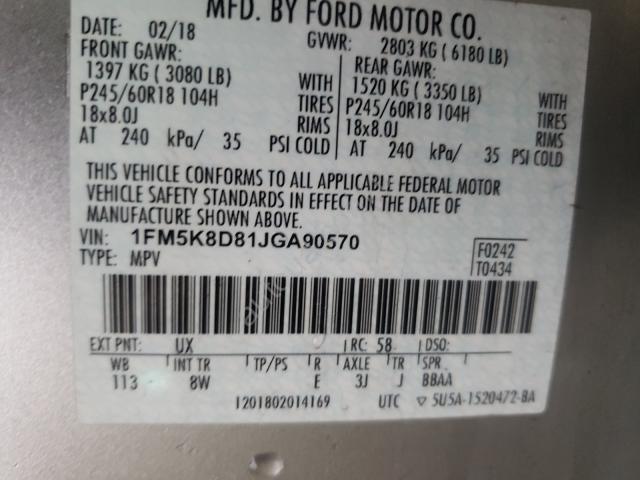 MFD. BY FORD MOTOR CO.
DATE: 02/18 GVWR: 2803 KG ( 6180 LB)
FRONT GAWR: REAR GAWR:
1397 KG ( 3080 LB) WITH 1520 KG ( 3350 LB) WITH
P245/60R18 104H TIRES P245/60R18 104H TIRES
18x8.0J RIMS 18x8.0J RIMS
AT 240 kPa/ 35 PSI COLD AT 240 kPa/ 35 PSI COLD
THIS VEHICLE CONFORMS TO ALL APPLICABLE FEDERAL MOTOR
VEHICLE SAFETY STANDARDS IN EFFECT ON THE DATE OF
MANUFACTURE SHOWN ABOVE.
VIN: 1FM5K8D81JGA90570
TYPE: MPV
F0242
T0434
EXT PNT: UX RC: 58 DSO:
WB INT TR TP/PS R AXLE TR SPR
113 8W E 3J J BBAA
1201802014169 UTC ▽ 5U5A-1520472-BA